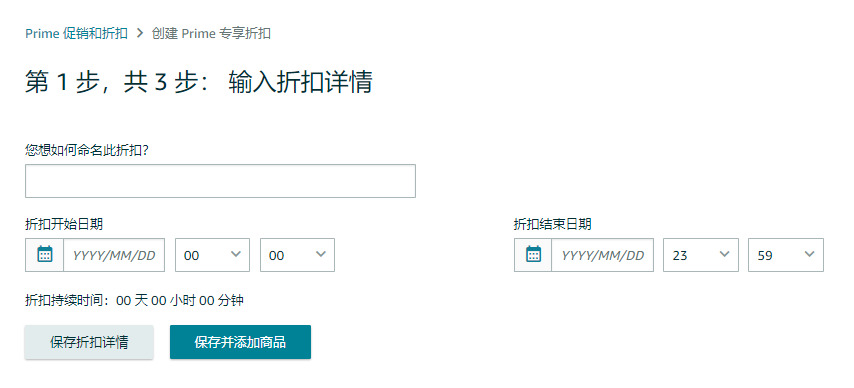 Prime 促销和折扣 > 创建 Prime 专享折扣
第 1 步，共 3 步： 输入折扣详情
您想如何命名此折扣?
折扣开始日期 折扣结束日期
YYYY/MM/DD 00 00 YYYY/MM/DD 23 59
折扣持续时间：00 天 00 小时 00 分钟
保存折扣详情 保存并添加商品